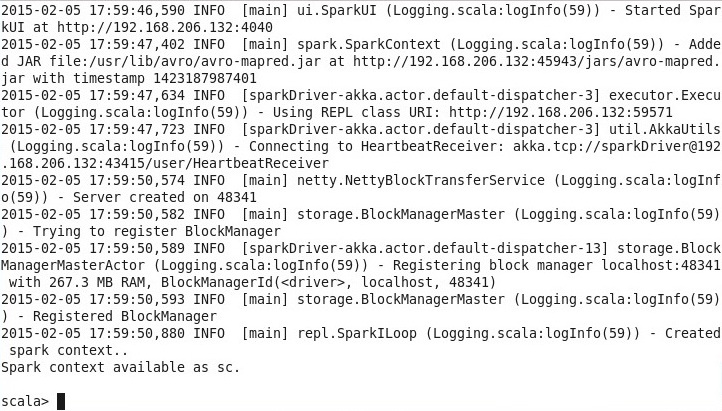 2015-02-05 17:59:46,590 INFO  [main] ui.SparkUI (Logging.scala:logInfo(59)) - Started Spar
kUI at http://192.168.206.132:4040
2015-02-05 17:59:47,402 INFO  [main] spark.SparkContext (Logging.scala:logInfo(59)) - Adde
d JAR file:/usr/lib/avro/avro-mapred.jar at http://192.168.206.132:45943/jars/avro-mapred.
jar with timestamp 1423187987401
2015-02-05 17:59:47,634 INFO  [sparkDriver-akka.actor.default-dispatcher-3] executor.Execu
tor (Logging.scala:logInfo(59)) - Using REPL class URI: http://192.168.206.132:59571
2015-02-05 17:59:47,723 INFO  [sparkDriver-akka.actor.default-dispatcher-3] util.AkkaUtils
 (Logging.scala:logInfo(59)) - Connecting to HeartbeatReceiver: akka.tcp://sparkDriver@192
.168.206.132:43415/user/HeartbeatReceiver
2015-02-05 17:59:50,574 INFO  [main] netty.NettyBlockTransferService (Logging.scala:logInf
o(59)) - Server created on 48341
2015-02-05 17:59:50,582 INFO  [main] storage.BlockManagerMaster (Logging.scala:logInfo(59)
) - Trying to register BlockManager
2015-02-05 17:59:50,589 INFO  [sparkDriver-akka.actor.default-dispatcher-13] storage.Block
ManagerMasterActor (Logging.scala:logInfo(59)) - Registering block manager localhost:48341
 with 267.3 MB RAM, BlockManagerId(<driver>, localhost, 48341)
2015-02-05 17:59:50,593 INFO  [main] storage.BlockManagerMaster (Logging.scala:logInfo(59)
) - Registered BlockManager
2015-02-05 17:59:50,880 INFO  [main] repl.SparkILoop (Logging.scala:logInfo(59)) - Created
 spark context..
Spark context available as sc.

scala>